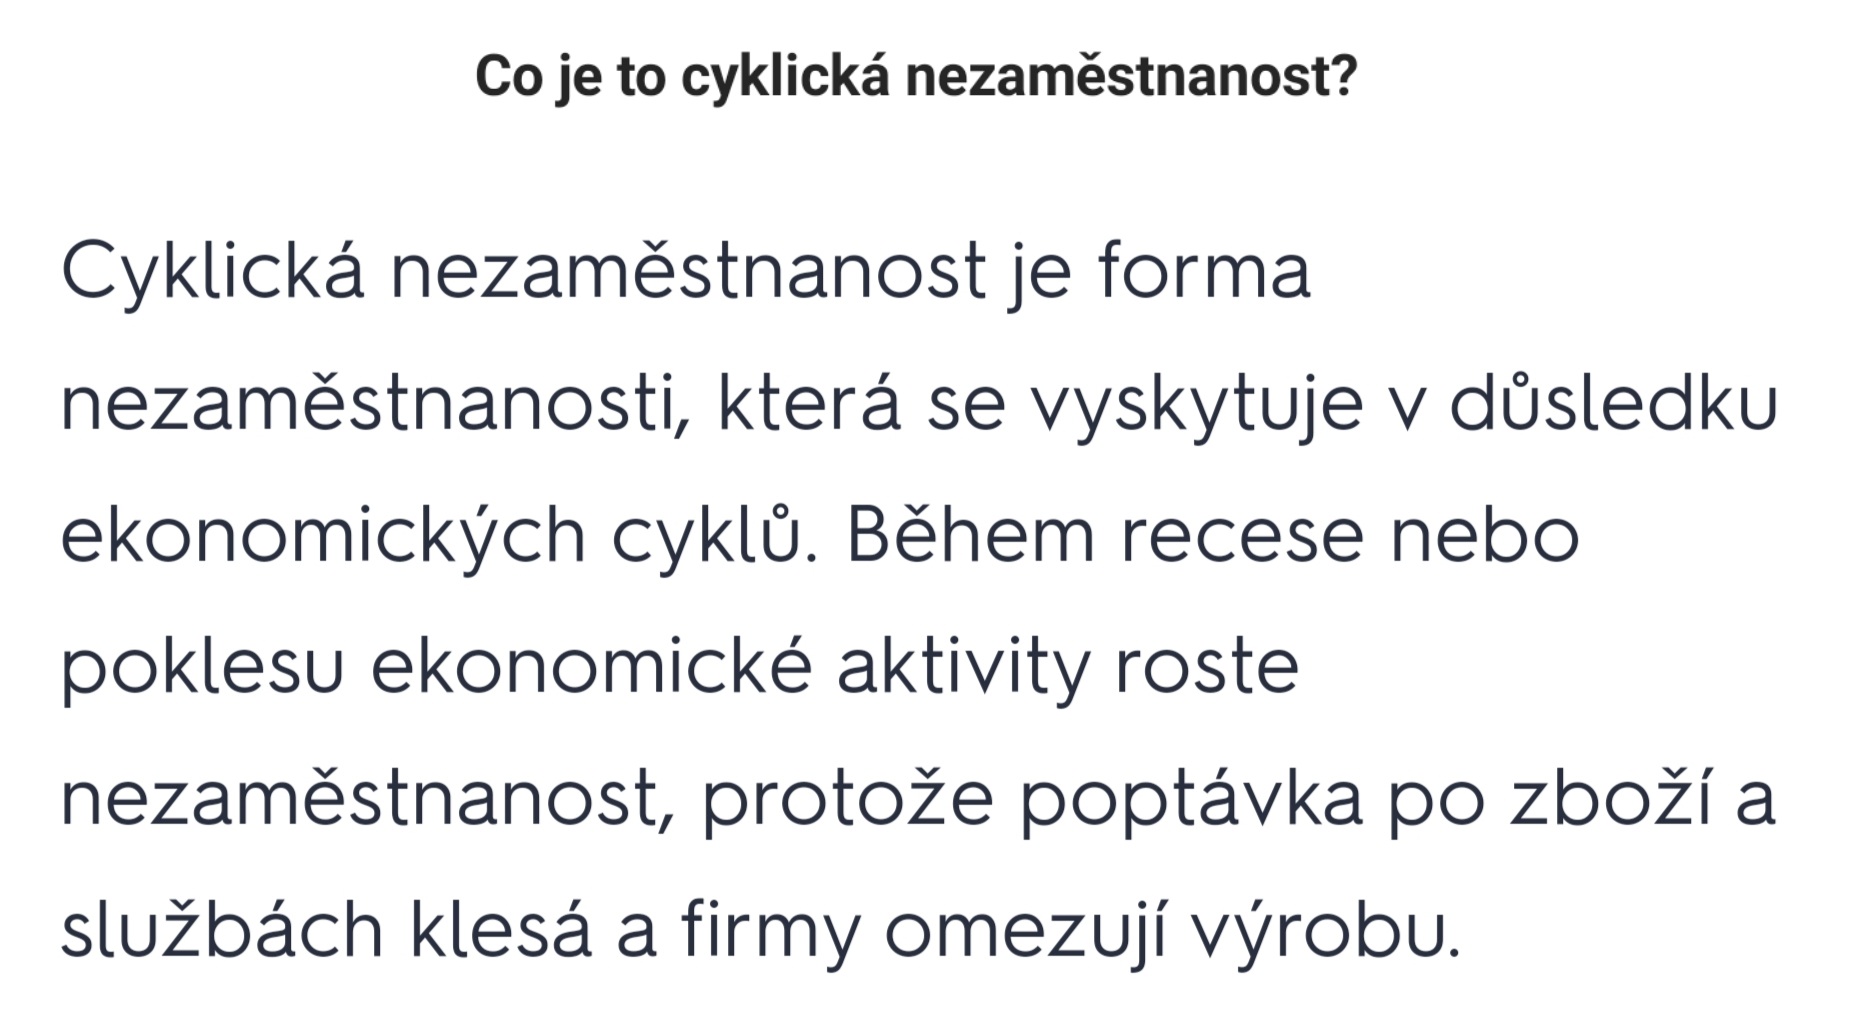 Co je to cyklická nezaměstnanost?
Cyklická nezaměstnanost je forma
nezaměstnanosti, která se vyskytuje v důsledku
ekonomických cyklů. Během recese nebo
poklesu ekonomické aktivity roste
nezaměstnanost, protože poptávka po zboží a
službách klesá a firmy omezují výrobu.